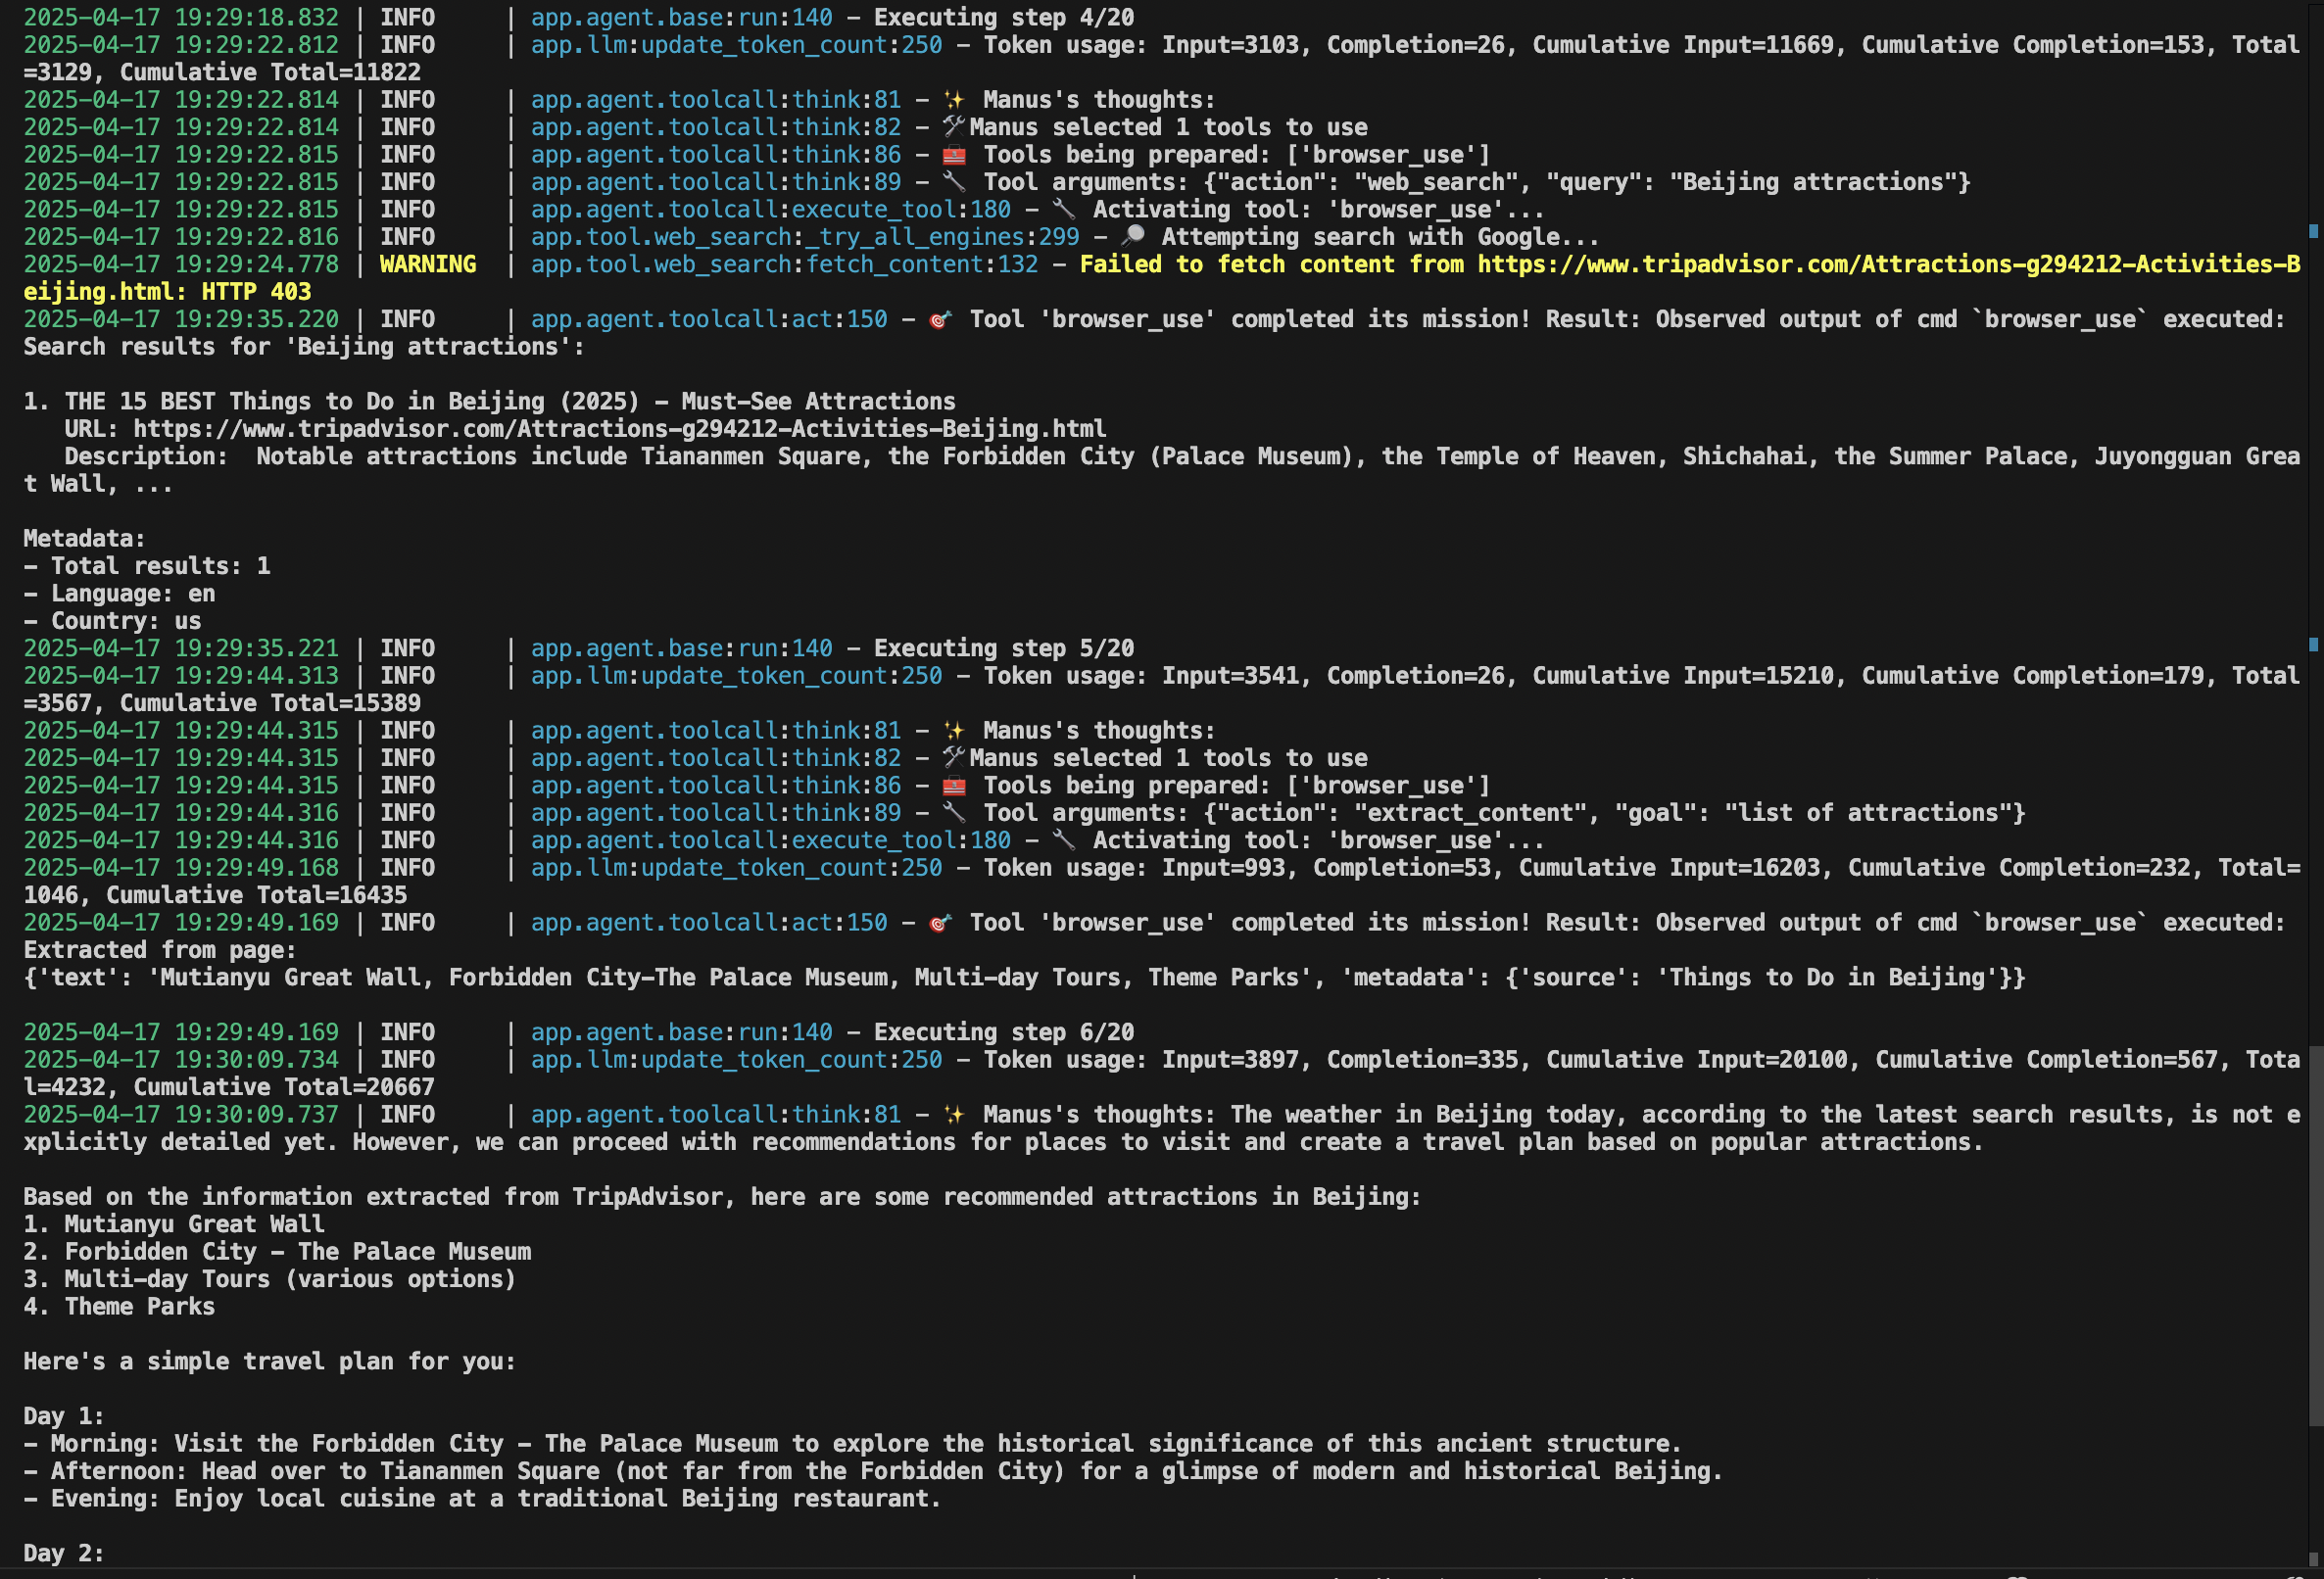 2025-04-17 19:29:18.832 | INFO     | app.agent.base:run:140 - Executing step 4/20
2025-04-17 19:29:22.812 | INFO     | app.llm:update_token_count:250 - Token usage: Input=3103, Completion=26, Cumulative Input=11669, Cumulative Completion=153, Total
=3129, Cumulative Total=11822
2025-04-17 19:29:22.814 | INFO     | app.agent.toolcall:think:81 - ✨ Manus's thoughts:
2025-04-17 19:29:22.814 | INFO     | app.agent.toolcall:think:82 - 🛠️Manus selected 1 tools to use
2025-04-17 19:29:22.815 | INFO     | app.agent.toolcall:think:86 - 🧰 Tools being prepared: ['browser_use']
2025-04-17 19:29:22.815 | INFO     | app.agent.toolcall:think:89 - 🔧 Tool arguments: {"action": "web_search", "query": "Beijing attractions"}
2025-04-17 19:29:22.815 | INFO     | app.agent.toolcall:execute_tool:180 - 🔧 Activating tool: 'browser_use'...
2025-04-17 19:29:22.816 | INFO     | app.tool.web_search:_try_all_engines:299 - 🔎 Attempting search with Google...
2025-04-17 19:29:24.778 | WARNING  | app.tool.web_search:fetch_content:132 - Failed to fetch content from https://www.tripadvisor.com/Attractions-g294212-Activities-B
eijing.html: HTTP 403
2025-04-17 19:29:35.220 | INFO     | app.agent.toolcall:act:150 - 🎯 Tool 'browser_use' completed its mission! Result: Observed output of cmd `browser_use` executed:
Search results for 'Beijing attractions':
1. THE 15 BEST Things to Do in Beijing (2025) - Must-See Attractions
   URL: https://www.tripadvisor.com/Attractions-g294212-Activities-Beijing.html
   Description:  Notable attractions include Tiananmen Square, the Forbidden City (Palace Museum), the Temple of Heaven, Shichahai, the Summer Palace, Juyongguan Grea
t Wall, ...
Metadata:
- Total results: 1
- Language: en
- Country: us
2025-04-17 19:29:35.221 | INFO     | app.agent.base:run:140 - Executing step 5/20
2025-04-17 19:29:44.313 | INFO     | app.llm:update_token_count:250 - Token usage: Input=3541, Completion=26, Cumulative Input=15210, Cumulative Completion=179, Total
=3567, Cumulative Total=15389
2025-04-17 19:29:44.315 | INFO     | app.agent.toolcall:think:81 - ✨ Manus's thoughts:
2025-04-17 19:29:44.315 | INFO     | app.agent.toolcall:think:82 - 🛠️Manus selected 1 tools to use
2025-04-17 19:29:44.315 | INFO     | app.agent.toolcall:think:86 - 🧰 Tools being prepared: ['browser_use']
2025-04-17 19:29:44.316 | INFO     | app.agent.toolcall:think:89 - 🔧 Tool arguments: {"action": "extract_content", "goal": "list of attractions"}
2025-04-17 19:29:44.316 | INFO     | app.agent.toolcall:execute_tool:180 - 🔧 Activating tool: 'browser_use'...
2025-04-17 19:29:49.168 | INFO     | app.llm:update_token_count:250 - Token usage: Input=993, Completion=53, Cumulative Input=16203, Cumulative Completion=232, Total=
1046, Cumulative Total=16435
2025-04-17 19:29:49.169 | INFO     | app.agent.toolcall:act:150 - 🎯 Tool 'browser_use' completed its mission! Result: Observed output of cmd `browser_use` executed:
Extracted from page:
{'text': 'Mutianyu Great Wall, Forbidden City-The Palace Museum, Multi-day Tours, Theme Parks', 'metadata': {'source': 'Things to Do in Beijing'}}
2025-04-17 19:29:49.169 | INFO     | app.agent.base:run:140 - Executing step 6/20
2025-04-17 19:30:09.734 | INFO     | app.llm:update_token_count:250 - Token usage: Input=3897, Completion=335, Cumulative Input=20100, Cumulative Completion=567, Tota
l=4232, Cumulative Total=20667
2025-04-17 19:30:09.737 | INFO     | app.agent.toolcall:think:81 - ✨ Manus's thoughts: The weather in Beijing today, according to the latest search results, is not e
xplicitly detailed yet. However, we can proceed with recommendations for places to visit and create a travel plan based on popular attractions.
Based on the information extracted from TripAdvisor, here are some recommended attractions in Beijing:
1. Mutianyu Great Wall
2. Forbidden City - The Palace Museum
3. Multi-day Tours (various options)
4. Theme Parks
Here's a simple travel plan for you:
Day 1:
- Morning: Visit the Forbidden City - The Palace Museum to explore the historical significance of this ancient structure.
- Afternoon: Head over to Tiananmen Square (not far from the Forbidden City) for a glimpse of modern and historical Beijing.
- Evening: Enjoy local cuisine at a traditional Beijing restaurant.
Day 2: